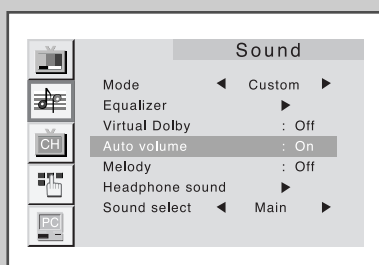 Sound
Mode ◀ Custom ▶
Equalizer ▶
Virtual Dolby : Off
Auto volume : On
Melody : Off
Headphone sound ▶
Sound select ◀ Main ▶
CH
PC